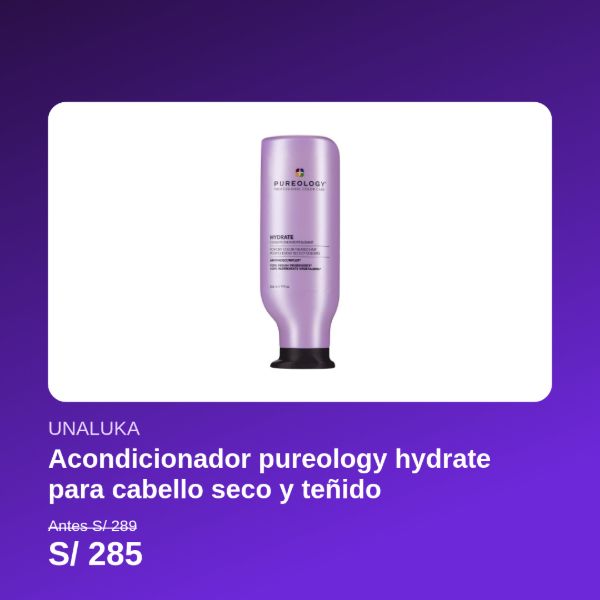 PUREOLOGY
HYDRATE
UNALUKA
Acondicionador pureology hydrate
para cabello seco y teñido
Antes S/ 289
S/ 285